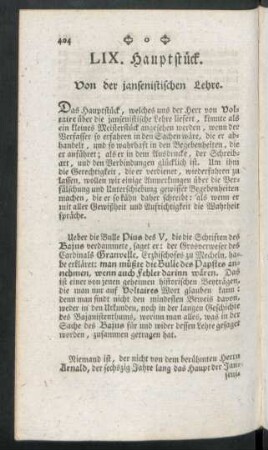 404
LIX. Hauptstück.
Von der jansenistischen Lehre.
Das Hauptstück, welches uns der Herr von Vol-
taire über die jansenistische Lehre liefert, könnte als
ein kleines Meisterstück angesehen werden, wenn der
Verfasser so erfahren in den Sachen wäre, die er ab-
handelt, und so wahrhaft in den Begebenheiten, die
er anführet; als er in dem Ausdrucke, der Schreib-
art, und den Verbindungen glücklich ist. Um ihm
die Gerechtigkeit, die er verdienet, wiederfahren zu
lassen, wollen wir einige Anmerkungen über die Ver-
fälschung und Unterschiebung gewisser Begebenheiten
machen, die er so kühn daher schreibt: als wenn er
mit aller Gewißheit und Aufrichtigkeit die Wahrheit
spräche.
Ueber die Bulle Pius des V, die die Schriften des
Bajus verdammete, saget er: der Grosverweser des
Cardinals Granvelle, Erzbischofes zu Mecheln, ha-
be erkläret: man müßte die Bulle des Papstes an-
nehmen, wenn auch Fehler darinn wären. Das
ist einer von jenen geheimen historischen Beyträgen,
die man nur auf Voltaires Wort glauben kann:
denn man findet nicht den mindesten Beweis davon,
weder in den Urkunden, noch in der langen Geschichte
des Bajanistenthums, worinn man alles, was in der
Sache des Bajus für und wider dessen Lehre gesaget
worden, zusammen getragen hat.
Niemand ist, der nicht von dem berühmten Herrn
Arnald, der sechszig Jahre lang das Haupt der Jan-
senis-